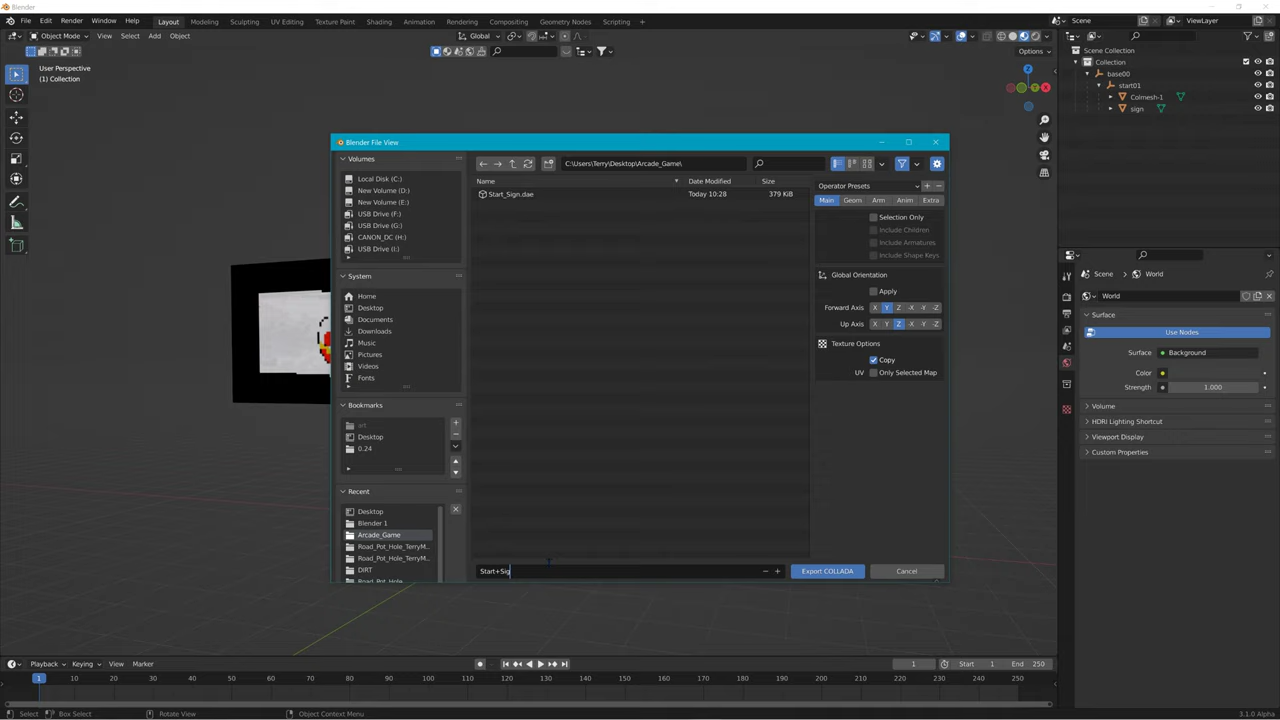 Blender
File Edit Render Window Help Layout Modeling Sculpting UV Editing Texture Paint Shading Animation Rendering Compositing Geometry Nodes Scripting + Scene ViewLayer
Object Mode View Select Add Object Global
Options
User Perspective
(1) Collection
Z
X
Y
Scene Collection
Collection
base00
start01
Colmesh-1
sign
Blender File View
Volumes
Local Disk (C:)
New Volume (D:)
New Volume (E:)
USB Drive (F:)
USB Drive (G:)
CANON_DC (H:)
USB Drive (I:)
System
Home
Desktop
Documents
Downloads
Music
Pictures
Videos
Fonts
Bookmarks
art
Desktop
0.24
Recent
Desktop
Blender 1
Arcade_Game
Road_Pot_Hole_TerryM...
Road_Pot_Hole_TerryM...
DIRT
Road_Pot_Hole
C:\Users\Terry\Desktop\Arcade_Game\
Name Date Modified Size
Start_Sign.dae Today 10:28 379 KiB
Start+Sig
Export COLLADA Cancel
Operator Presets
Main Geom Arm Anim Extra
Selection Only
Include Children
Include Armatures
Include Shape Keys
Global Orientation
Apply
Forward Axis X Y Z -X -Y -Z
Up Axis X Y Z -X -Y -Z
Texture Options
Copy
UV Only Selected Map
Scene World
World
Surface
Use Nodes
Surface Background
Color
Strength 1.000
Volume
HDRI Lighting Shortcut
Viewport Display
Custom Properties
Playback Keying View Marker 1 Start 1 End 250
1 10 20 30 40 50 60 70 80 90 100 110 120 130 140 150 160 170 180 190 200 210 220 230 240 250
Select Box Select Rotate View Object Context Menu 3.1.0 Alpha